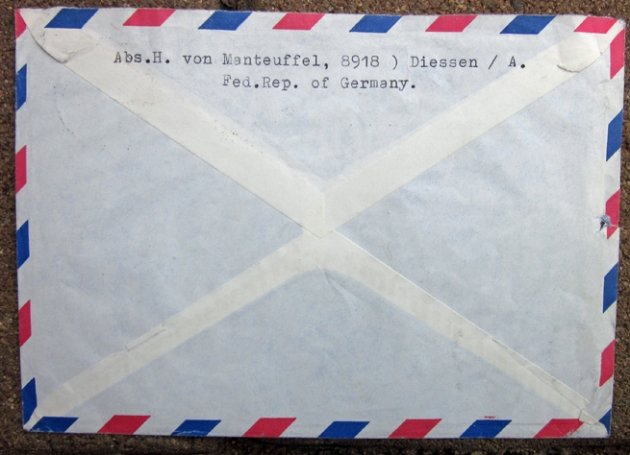 Abs.H. von Manteuffel, 8918 ) Diessen / A.
Fed.Rep. of Germany.